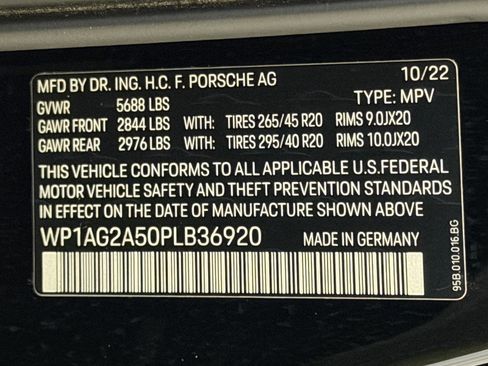 MFD BY DR. ING. H.C. F. PORSCHE AG 10/22
GVWR 5688 LBS TYPE: MPV
GAWR FRONT 2844 LBS WITH: TIRES 265/45 R20 RIMS 9.0JX20
GAWR REAR 2976 LBS WITH: TIRES 295/40 R20 RIMS 10.0JX20
THIS VEHICLE CONFORMS TO ALL APPLICABLE U.S.FEDERAL
MOTOR VEHICLE SAFETY AND THEFT PREVENTION STANDARDS
IN EFFECT ON THE DATE OF MANUFACTURE SHOWN ABOVE
WP1AG2A50PLB36920 MADE IN GERMANY
95B.010.016.BG